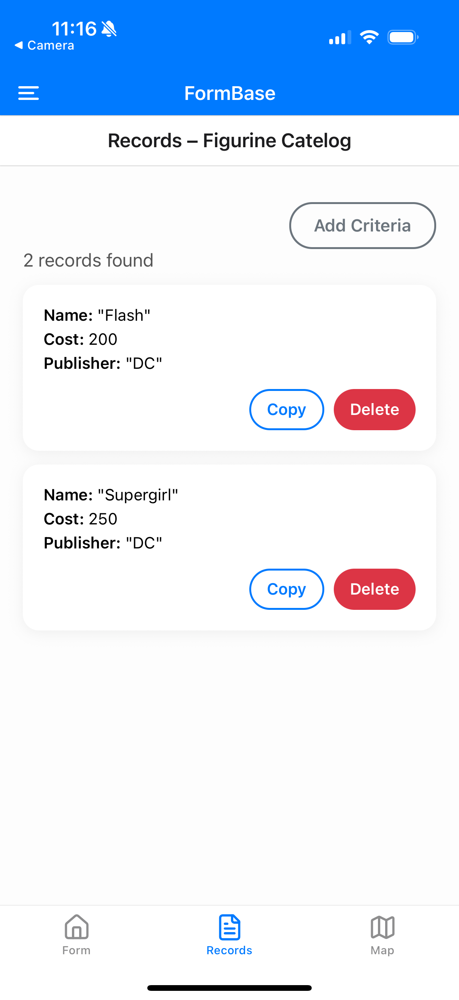 11:16
◀ Camera
FormBase
Records – Figurine Catelog
Add Criteria
2 records found
Name: "Flash"
Cost: 200
Publisher: "DC"
Copy Delete
Name: "Supergirl"
Cost: 250
Publisher: "DC"
Copy Delete
Form Records Map